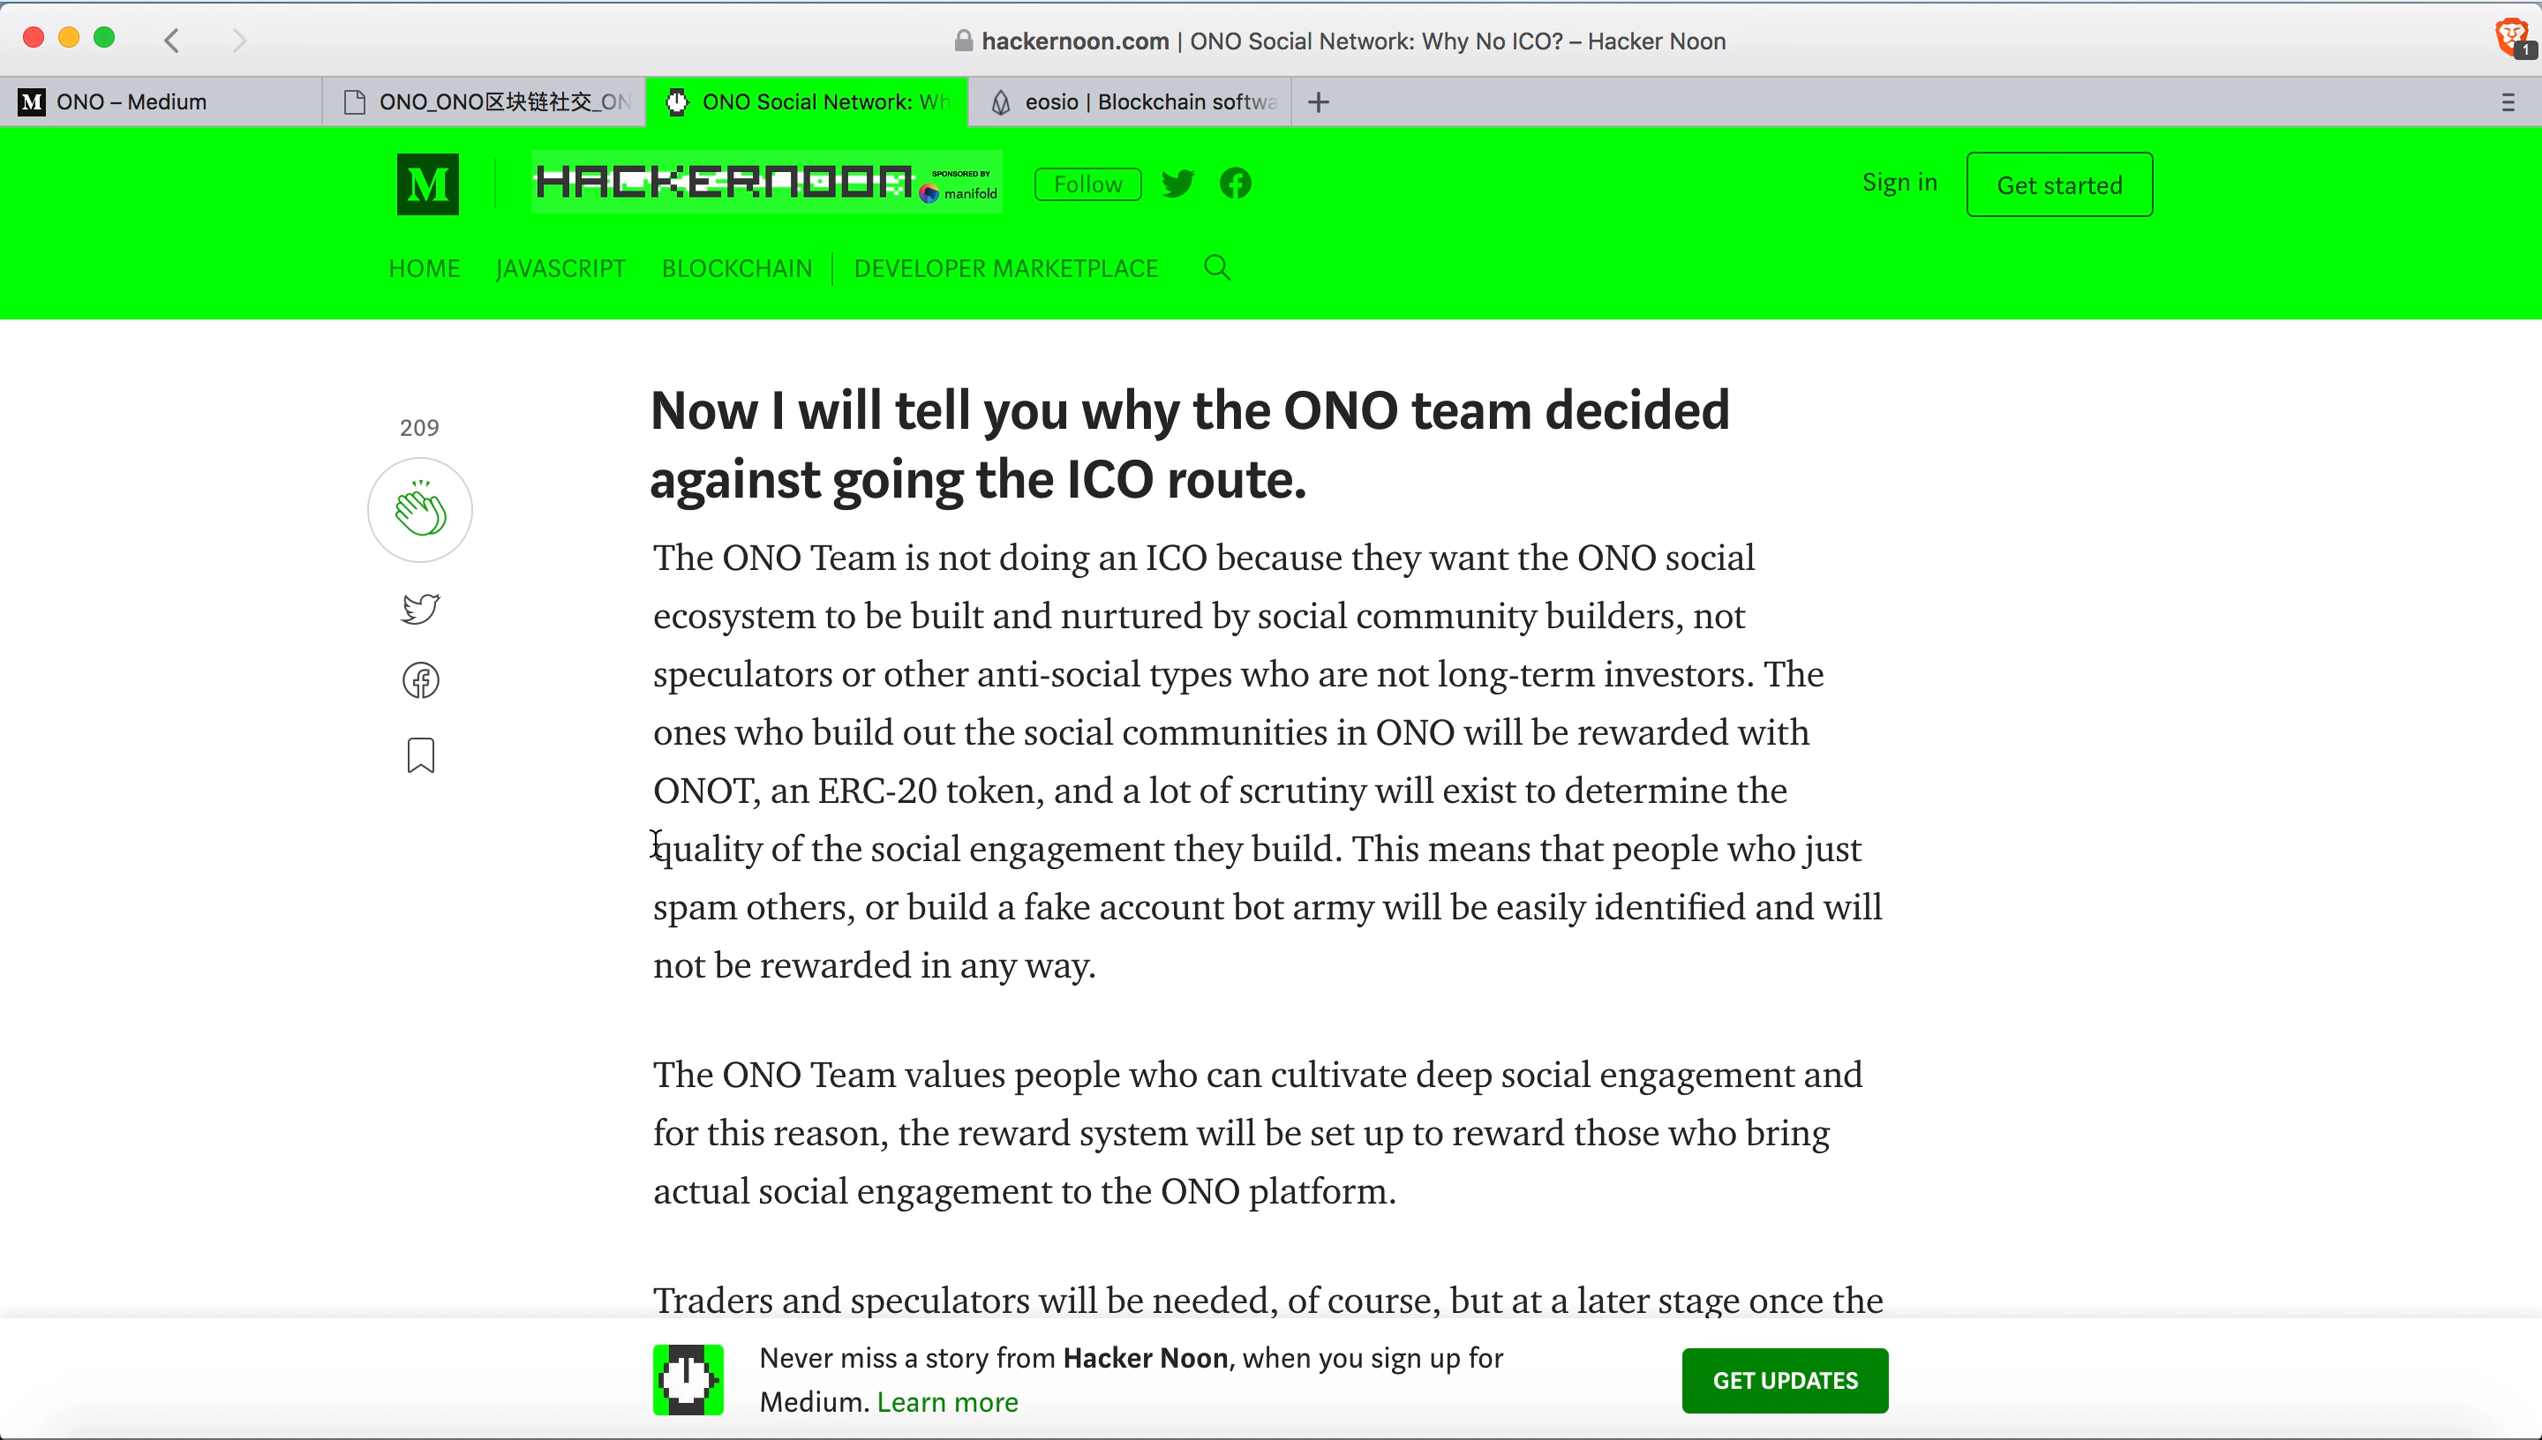 hackernoon.com | ONO Social Network: Why No ICO? – Hacker Noon
1
M ONO – Medium
ONO_ONO区块链社交_ON
ONO Social Network: Wh
eosio | Blockchain softwa
M
HACKERNOON
SPONSORED BY
manifold
Follow
Sign in
Get started
HOME JAVASCRIPT BLOCKCHAIN DEVELOPER MARKETPLACE
Now I will tell you why the ONO team decided
against going the ICO route.
209
The ONO Team is not doing an ICO because they want the ONO social
ecosystem to be built and nurtured by social community builders, not
speculators or other anti-social types who are not long-term investors. The
ones who build out the social communities in ONO will be rewarded with
ONOT, an ERC-20 token, and a lot of scrutiny will exist to determine the
quality of the social engagement they build. This means that people who just
spam others, or build a fake account bot army will be easily identified and will
not be rewarded in any way.
The ONO Team values people who can cultivate deep social engagement and
for this reason, the reward system will be set up to reward those who bring
actual social engagement to the ONO platform.
Traders and speculators will be needed, of course, but at a later stage once the
Never miss a story from Hacker Noon, when you sign up for
Medium. Learn more
GET UPDATES